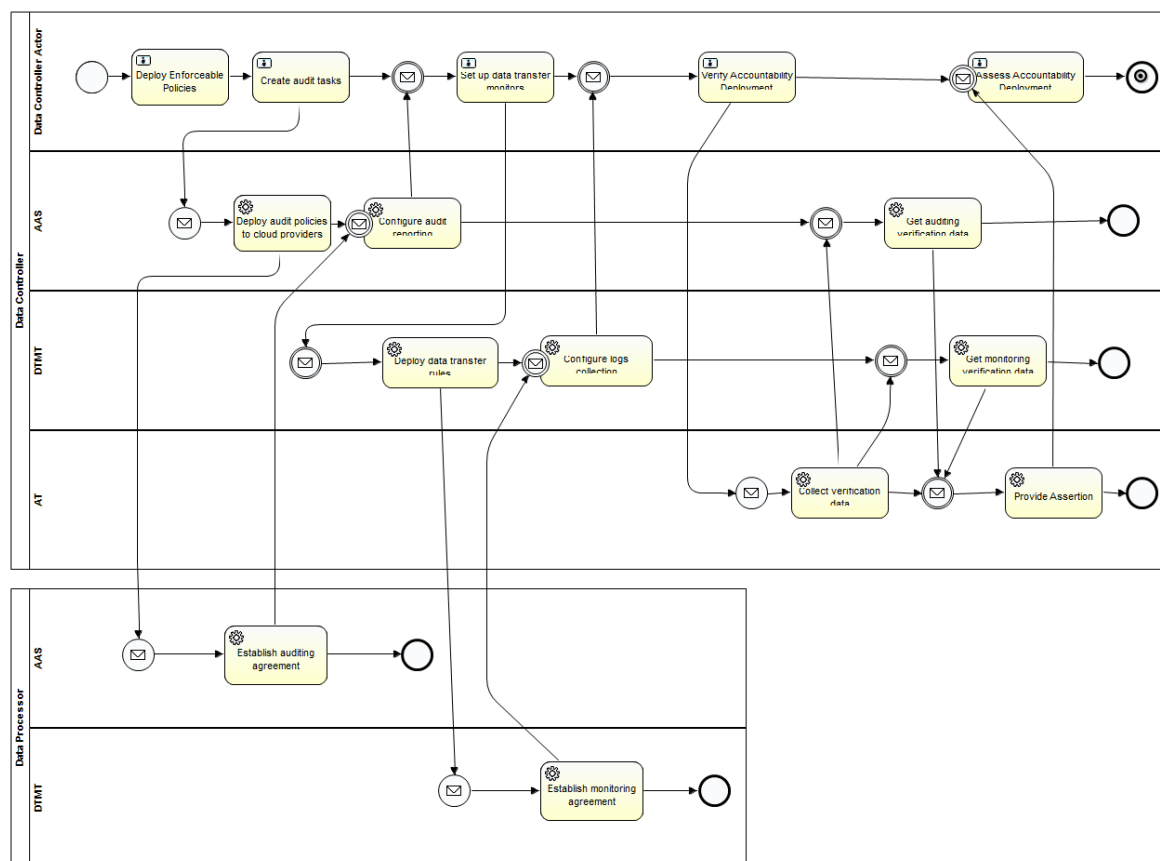 Data Controller
Data Controller Actor
Deploy Enforceable
Policies
Create audit tasks
Set up data transfer
monitors
Verify Accountability
Deployment
Assess Accountability
Deployment
AAS
Deploy audit policies
to cloud providers
Configure audit
reporting
Get auditing
verification data
DTMT
Deploy data transfer
rules
Configure logs
collection
Get monitoring
verification data
AT
Collect verification
data
Provide Assertion
Data Processor
AAS
Establish auditing
agreement
DTMT
Establish monitoring
agreement